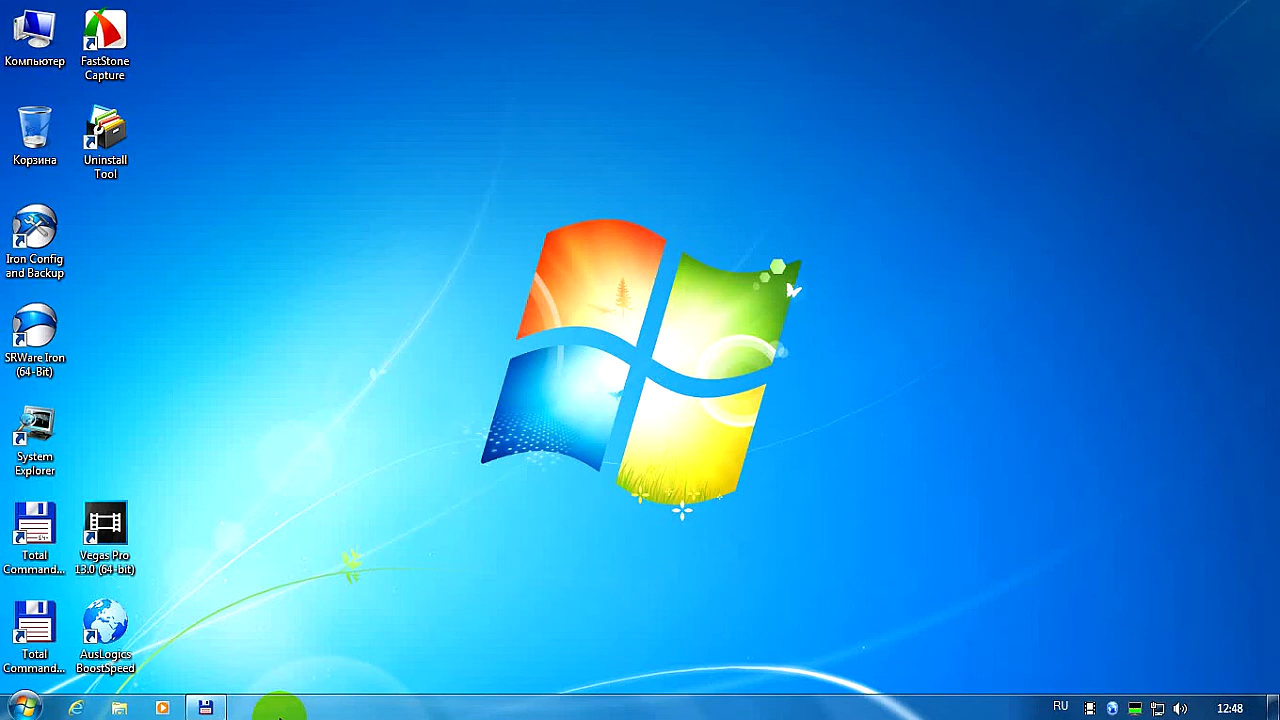 Компьютер
FastStone
Capture
Корзина
Uninstall
Tool
Iron Config
and Backup
SRWare Iron
(64-Bit)
System
Explorer
Total
Command...
Vegas Pro
13.0 (64-bit)
Total
Command...
AusLogics
BoostSpeed
RU
12:48